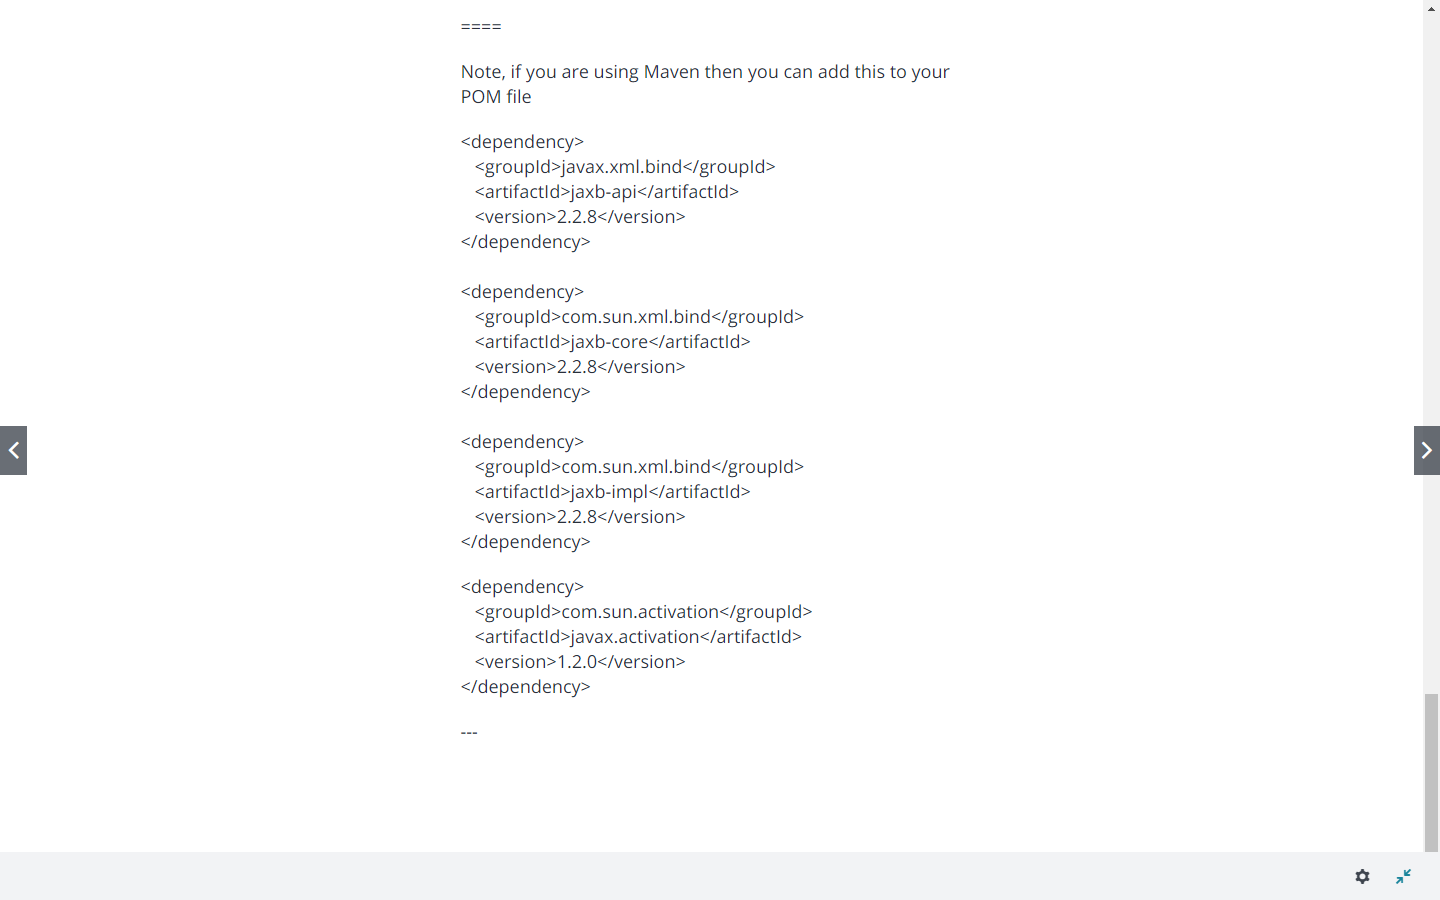 ====
Note, if you are using Maven then you can add this to your
POM file
<dependency>
<groupId>javax.xml.bind</groupId>
<artifactId>jaxb-api</artifactId>
<version>2.2.8</version>
</dependency>
<dependency>
<groupId>com.sun.xml.bind</groupId>
<artifactId>jaxb-core</artifactId>
<version>2.2.8</version>
</dependency>
<dependency>
<groupId>com.sun.xml.bind</groupId>
<artifactId>jaxb-impl</artifactId>
<version>2.2.8</version>
</dependency>
<dependency>
<groupId>com.sun.activation</groupId>
<artifactId>javax.activation</artifactId>
<version>1.2.0</version>
</dependency>
---